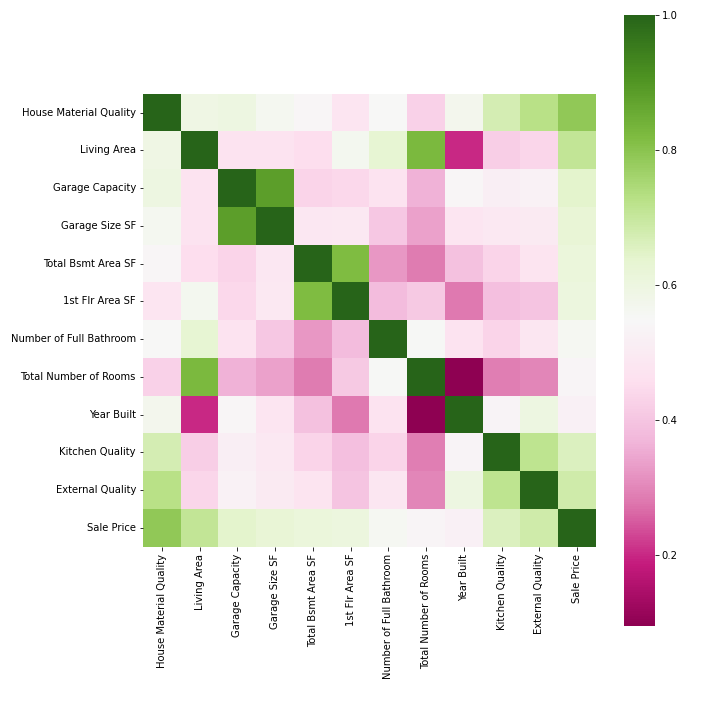 House Material Quality
Living Area
Garage Capacity
Garage Size SF
Total Bsmt Area SF
1st Flr Area SF
Number of Full Bathroom
Total Number of Rooms
Year Built
Kitchen Quality
External Quality
Sale Price
House Material Quality
Living Area
Garage Capacity
Garage Size SF
Total Bsmt Area SF
1st Flr Area SF
Number of Full Bathroom
Total Number of Rooms
Year Built
Kitchen Quality
External Quality
Sale Price
1.0
0.8
0.6
0.4
0.2